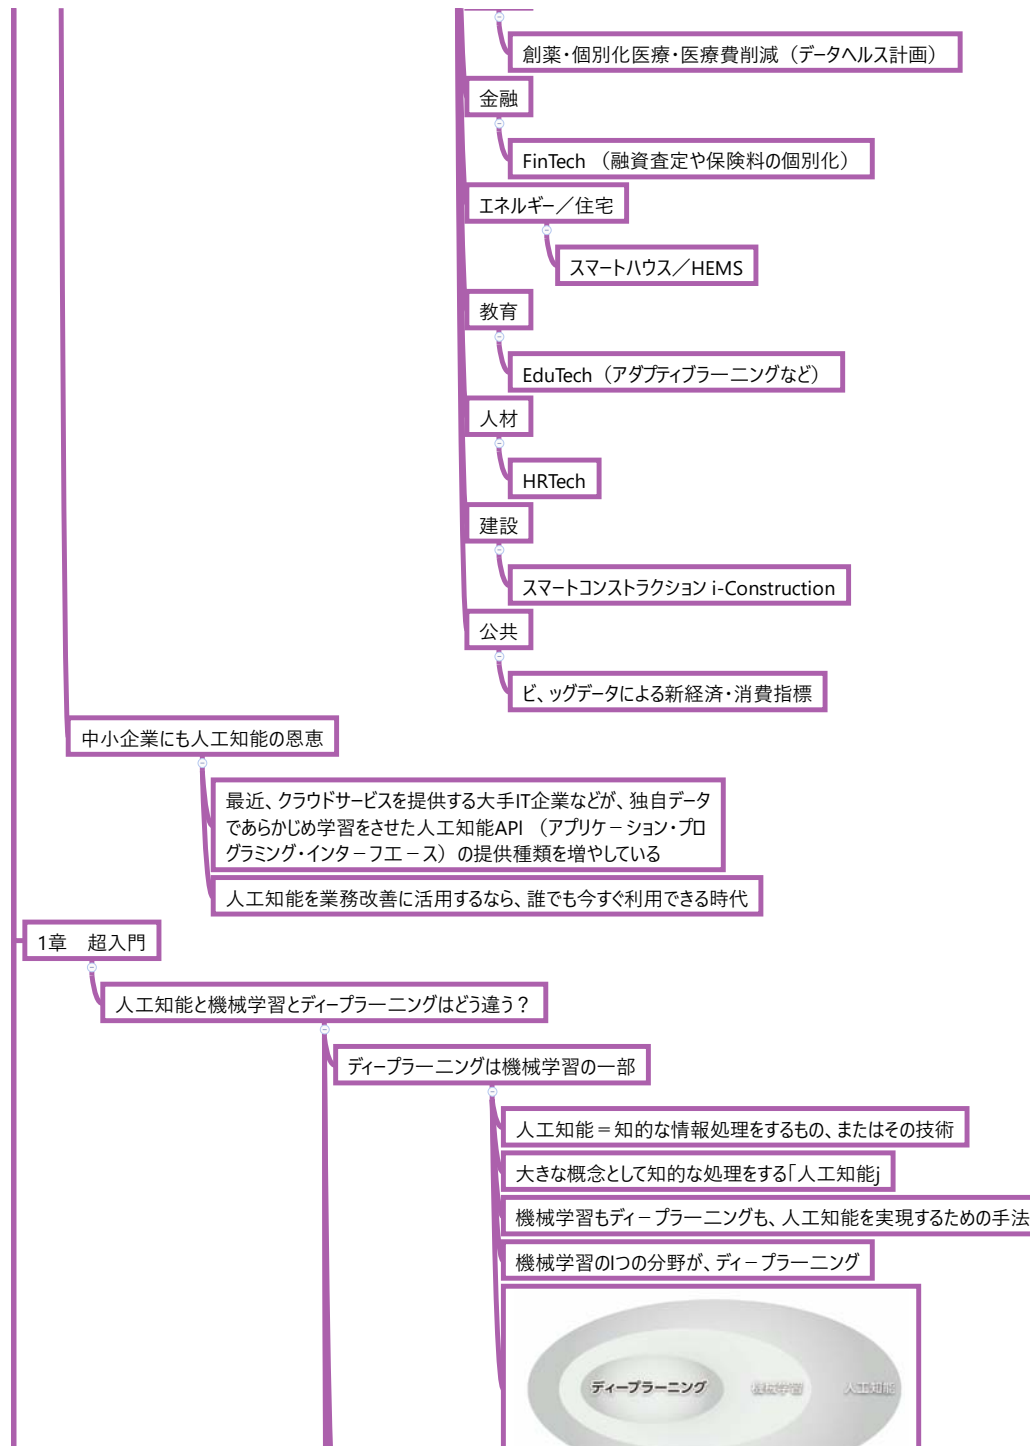 創薬・個別化医療・医療費削減（データヘルス計画）
金融
FinTech （融資査定や保険料の個別化）
エネルギー／住宅
スマートハウス／HEMS
教育
EduTech（アダプティブラーニングなど）
人材
HRTech
建設
スマートコンストラクション i-Construction
公共
ビ、ッグデータによる新経済・消費指標
中小企業にも人工知能の恩恵
最近、クラウドサービスを提供する大手IT企業などが、独自データ
であらかじめ学習をさせた人工知能API （アプリケ－ション・プロ
グラミング・インタ－フエ－ス）の提供種類を増やしている
人工知能を業務改善に活用するなら、誰でも今すぐ利用できる時代
1章　超入門
人工知能と機械学習とディープラーニングはどう違う？
ディープラーニングは機械学習の一部
人工知能＝知的な情報処理をするもの、またはその技術
大きな概念として知的な処理をする「人工知能j
機械学習もディ－プラーニングも、人工知能を実現するための手法
機械学習のlつの分野が、ディ－プラーニング
ディープラーニング 機械学習 人工知能